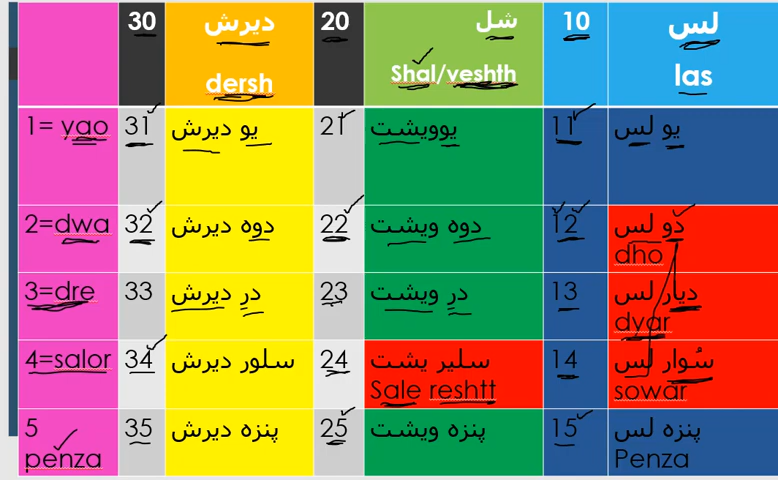 30 دیرش 20 شل 10 لس
dersh Shal/veshth las
1= yao 31 یو دیرش 21 یوویشت 11 یو لس
2=dwa 32 دوه دیرش 22 دوه ویشت 12 دو لس
dho
3=dre 33 درِ دیرش 23 درِ ویشت 13 دیار لس
dyar
4=salor 34 سلور دیرش 24 سلیر یشت 14 سُوار لس
Sale reshtt sowar
5 35 پنزه دیرش 25 پنزه ویشت 15 پنزه لس
penza Penza